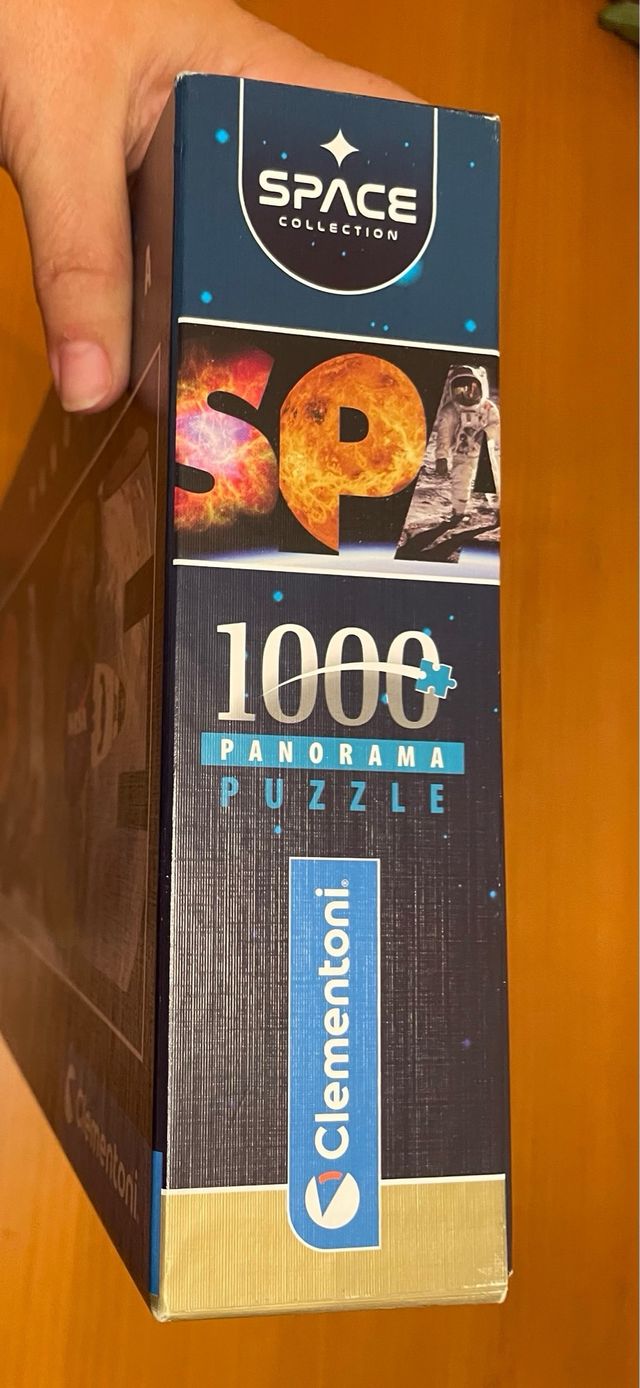 SPACE
COLLECTION
SPA
1000
PANORAMA
PUZZLE
Clementoni®
Clementoni